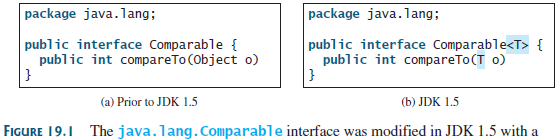 package java.lang;
public interface Comparable {
public int compareTo(Object o)
}
(a) Prior to JDK 1.5
package java.lang;
public interface Comparable<T> {
public int compareTo(T o)
}
(b) JDK 1.5
FIGURE 19.1 The java.lang.Comparable interface was modified in JDK 1.5 with a